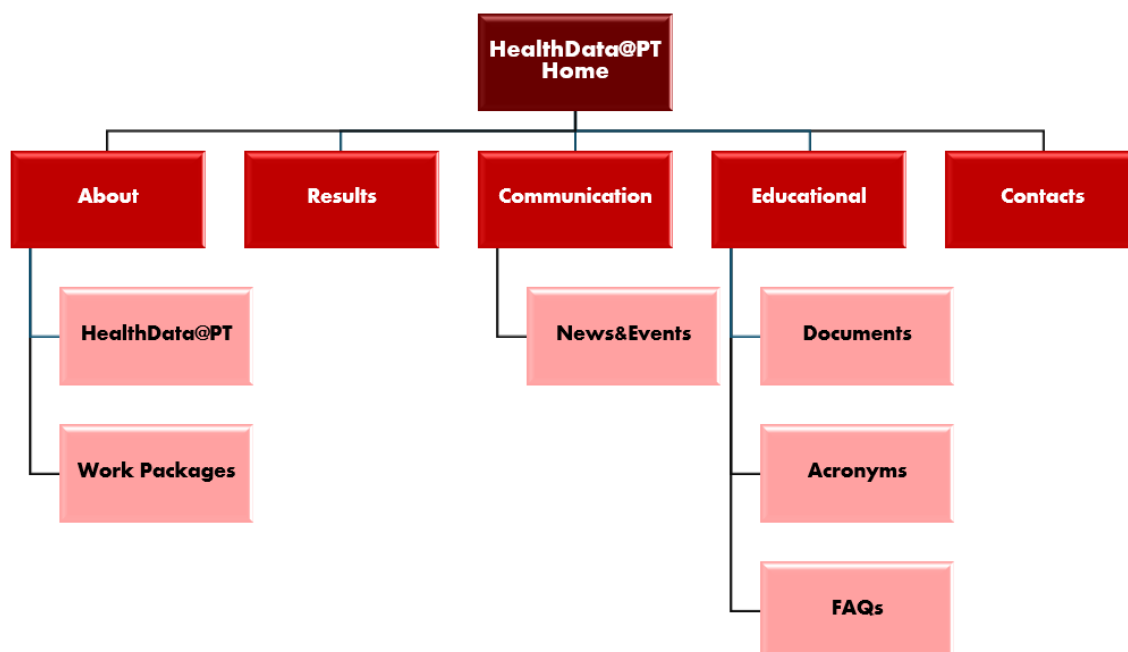 HealthData@PT
Home
About
Results
Communication
Educational
Contacts
HealthData@PT
News&Events
Documents
Work Packages
Acronyms
FAQs